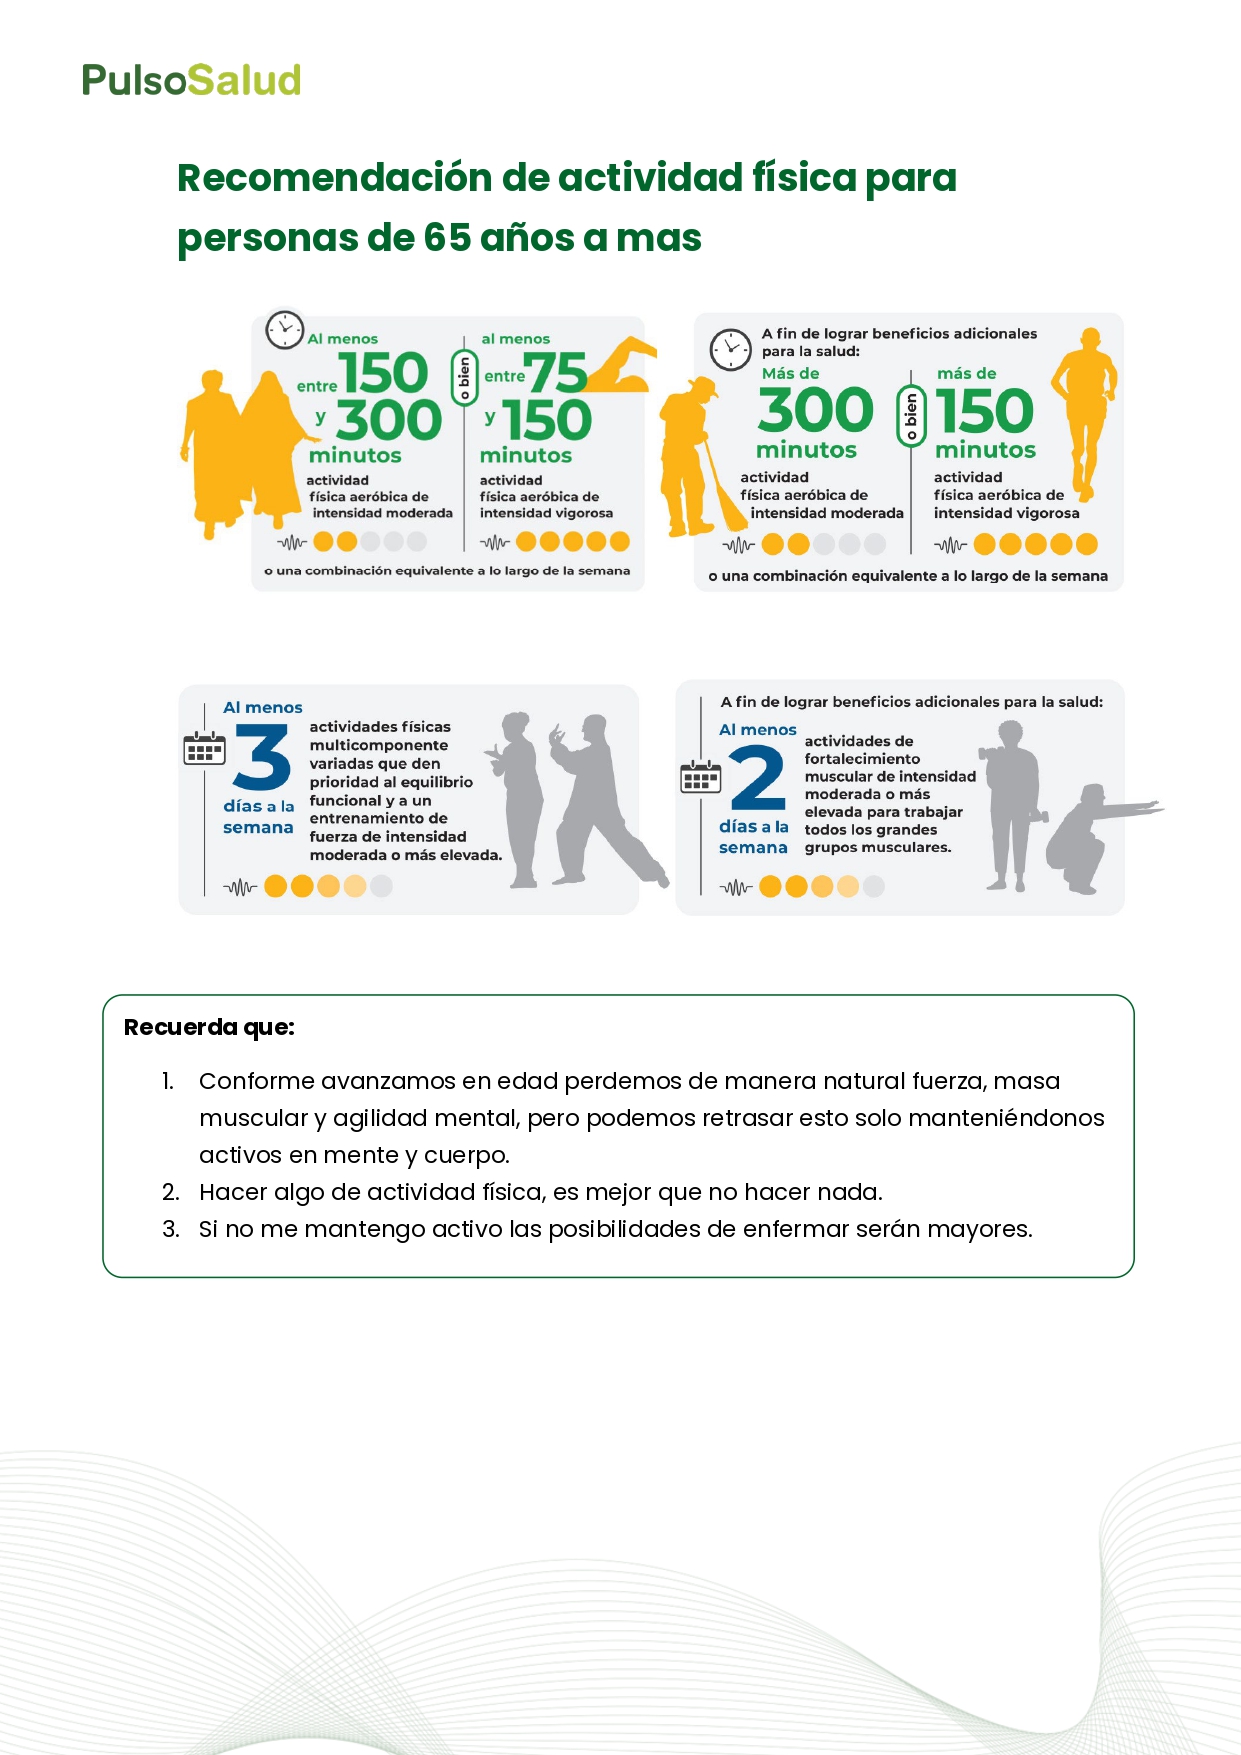 PulsoSalud
Recomendación de actividad física para
personas de 65 años a mas
Al menos
entre 150
y 300
minutos
actividad
física aeróbica de
intensidad moderada
o bien
al menos
entre 75
y 150
minutos
actividad
física aeróbica de
intensidad vigorosa
o una combinación equivalente a lo largo de la semana
A fin de lograr beneficios adicionales
para la salud:
Más de
300
minutos
actividad
física aeróbica de
intensidad moderada
o bien
más de
150
minutos
actividad
física aeróbica de
intensidad vigorosa
o una combinación equivalente a lo largo de la semana
Al menos
3
días a la
semana
actividades físicas
multicomponente
variadas que den
prioridad al equilibrio
funcional y a un
entrenamiento de
fuerza de intensidad
moderada o más elevada.
A fin de lograr beneficios adicionales para la salud:
Al menos
2
días a la
semana
actividades de
fortalecimiento
muscular de intensidad
moderada o más
elevada para trabajar
todos los grandes
grupos musculares.
Recuerda que:
1. Conforme avanzamos en edad perdemos de manera natural fuerza, masa
muscular y agilidad mental, pero podemos retrasar esto solo manteniéndonos
activos en mente y cuerpo.
2. Hacer algo de actividad física, es mejor que no hacer nada.
3. Si no me mantengo activo las posibilidades de enfermar serán mayores.